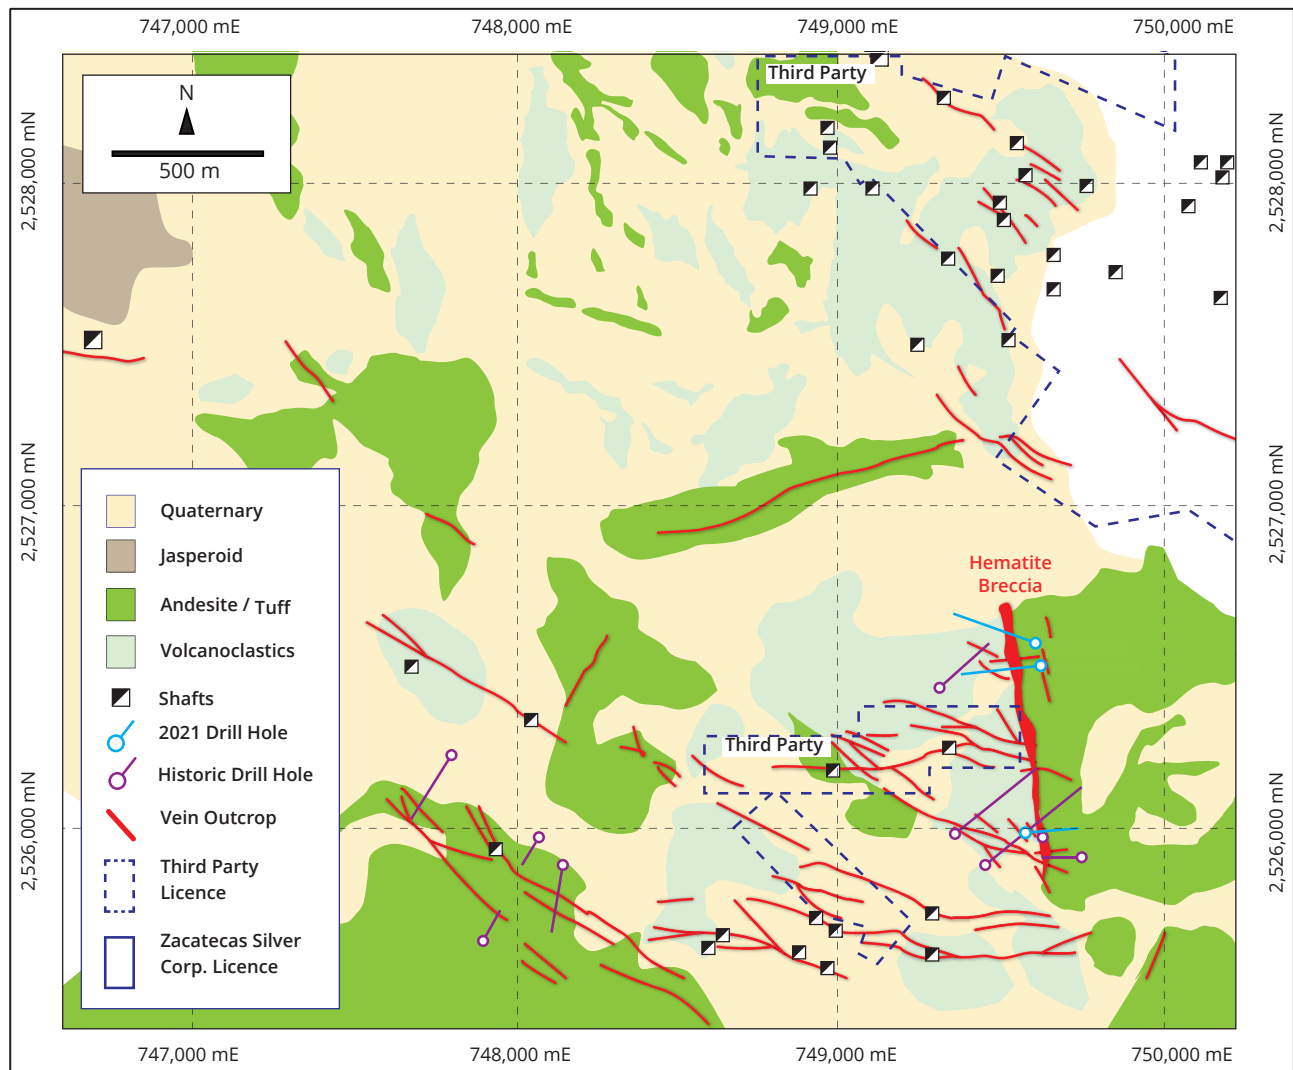 747,000 mE
748,000 mE
749,000 mE
750,000 mE
2,528,000 mN
2,528,000 mN
N
500 m
Third Party
2,527,000 mN
2,527,000 mN
Quaternary
Jasperoid
Andesite / Tuff
Volcanoclastics
Shafts
2021 Drill Hole
Historic Drill Hole
Vein Outcrop
Third Party
Licence
Zacatecas Silver
Corp. Licence
Hematite
Breccia
Third Party
2,526,000 mN
2,526,000 mN
747,000 mE
748,000 mE
749,000 mE
750,000 mE